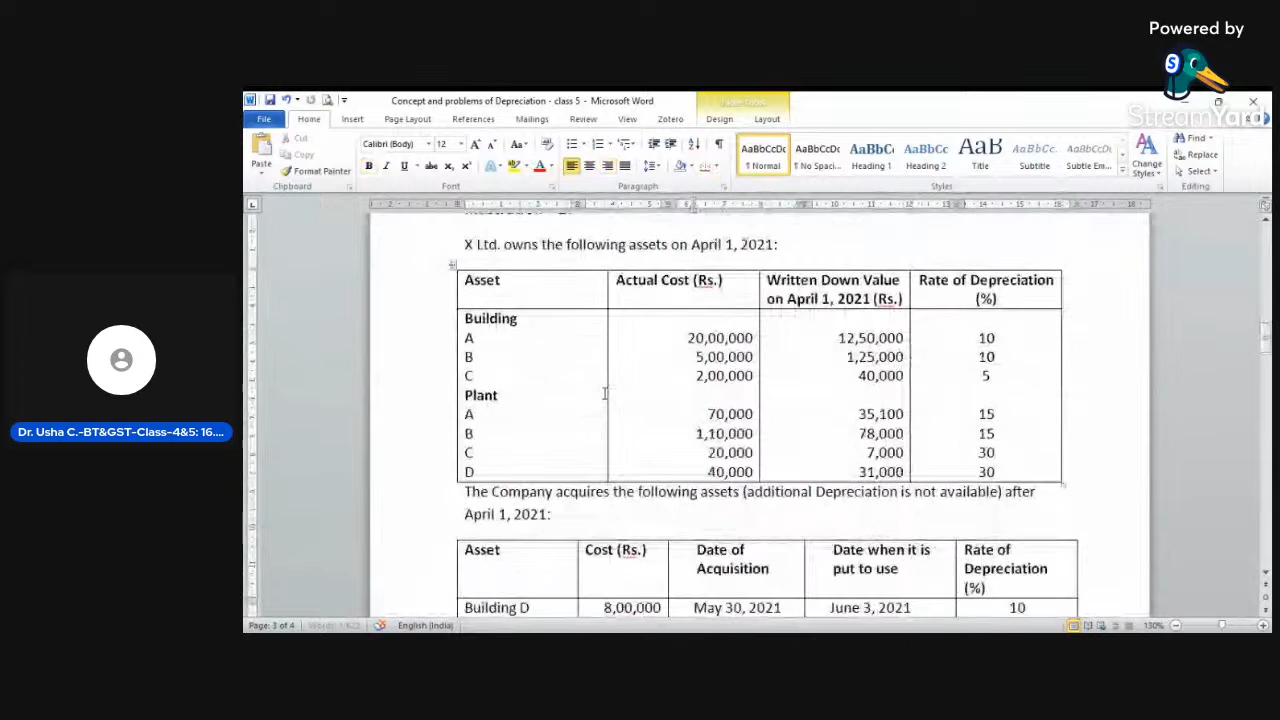 Powered by
S
StreamYard
W Concept and problems of Depreciation - class 5 - Microsoft Word
File Home Insert Page Layout References Mailings Review View Zotero Design Layout
Cut
Copy
Paste Format Painter
Clipboard
Calibri (Body) 12 A A Aa
B I U abc x₂ x² A A
Font
Paragraph
AaBbCcDc AaBbCcDc AaBbCc AaBbCc AaB AaBbCcL AaBbCcDc
¶ Normal ¶ No Spaci... Heading 1 Heading 2 Title Subtitle Subtle Em...
Change Styles
Styles
Find
Replace
Select
Editing
X Ltd. owns the following assets on April 1, 2021:
Asset Actual Cost (Rs.) Written Down Value Rate of Depreciation
on April 1, 2021 (Rs.) (%)
Building
A 20,00,000 12,50,000 10
B 5,00,000 1,25,000 10
C 2,00,000 40,000 5
Plant
A 70,000 35,100 15
B 1,10,000 78,000 15
C 20,000 7,000 30
D 40,000 31,000 30
The Company acquires the following assets (additional Depreciation is not available) after
April 1, 2021:
Asset Cost (Rs.) Date of Date when it is Rate of
Acquisition put to use Depreciation
(%)
Building D 8,00,000 May 30, 2021 June 3, 2021 10
Page: 3 of 4 English (India) 130%
Dr. Usha C.-BT&GST-Class-4&5: 16....